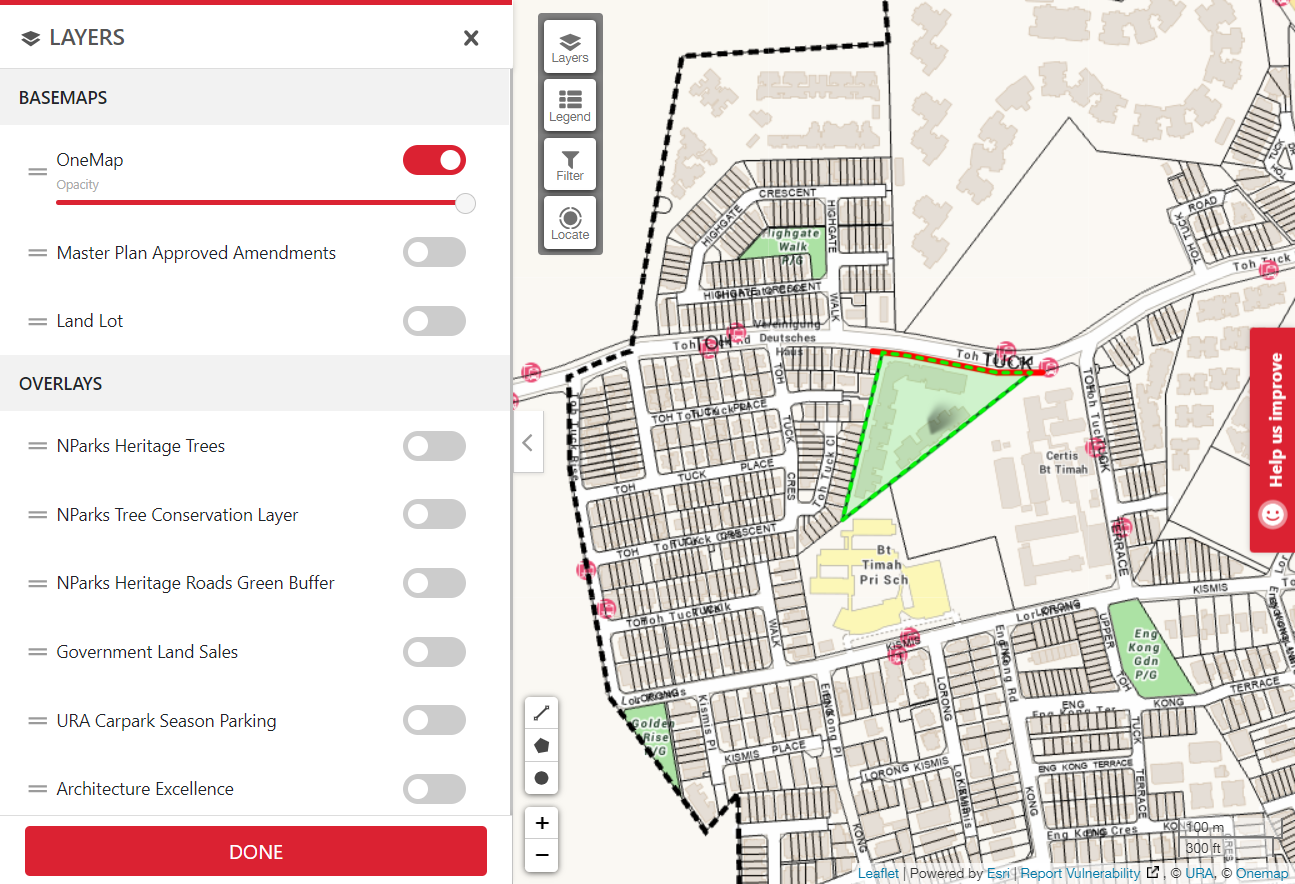 LAYERS
BASEMAPS
OneMap
Opacity
Master Plan Approved Amendments
Land Lot
OVERLAYS
NParks Heritage Trees
NParks Tree Conservation Layer
NParks Heritage Roads Green Buffer
Government Land Sales
URA Carpark Season Parking
Architecture Excellence
DONE
Layers
Legend
Filter
Locate
CRESCENT
HIGHGATE
HIGHGATE
Highgate
Walk
P/G
HIGHGATE CRESCENT
WALK
ROAD
TOH TUCK
Toh Tuck
Vereinigung
Deutsches
Haus
TOH
Toh
TUCK
Toh Tuck Rise
TOH
TUCK
PLACE
TUCK
CRES
Toh Tuck Cl
TOH
TUCK
PLACE
TOH
CRESCENT
TOH
WALK
Certis
Bt Timah
TOH
TUCK
TERRACE
Bt
Timah
Pri Sch
KISMIS
LORONG
KISMIS
LORONG
Golden
Rise
P/G
Kismis Pl
KISMIS PLACE
Eng Kong Pl
LORONG
Eng Kong Rd
UPPER
TOH
Eng
Kong
Gdn
P/G
TERRACE
ENG
KONG
TUCK
TERRACE
LORONG KISMIS
ENG KONG TERRACE
KONG
KONG
Eng Kong Cres
CRES
100 m
300 ft
+
−
Help us improve
Leaflet | Powered by Esri | Report Vulnerability , © URA, © Onemap